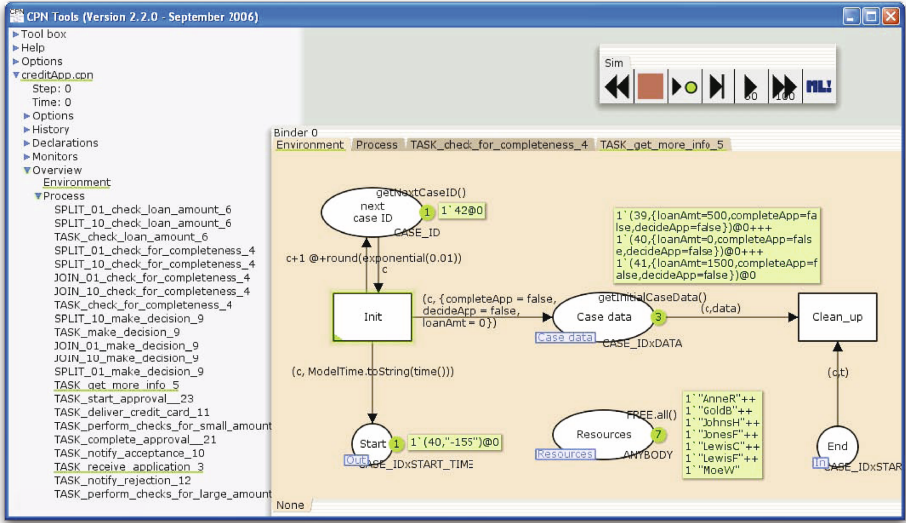 CPN Tools (Version 2.2.0 - September 2006)
Tool box
Help
Options
creditApp.cpn
Step: 0
Time: 0
Options
History
Declarations
Monitors
Overview
Environment
Process
SPLIT_01_check_loan_amount_6
SPLIT_10_check_loan_amount_6
TASK_check_loan_amount_6
SPLIT_01_check_for_completeness_4
SPLIT_10_check_for_completeness_4
JOIN_01_check_for_completeness_4
JOIN_10_check_for_completeness_4
TASK_check_for_completeness_4
SPLIT_10_make_decision_9
TASK_make_decision_9
JOIN_01_make_decision_9
JOIN_10_make_decision_9
SPLIT_01_make_decision_9
TASK_get_more_info_5
TASK_start_approval__23
TASK_deliver_credit_card_11
TASK_perform_checks_for_small_amount
TASK_complete_approval__21
TASK_notify_acceptance_10
TASK_receive_application_3
TASK_notify_rejection_12
TASK_perform_checks_for_large_amount
Sim
50
100
ML!
Binder 0
Environment Process TASK_check_for_completeness_4 TASK_get_more_info_5
getNextCaseID()
next
case ID
1
1`42@0
CASE_ID
c+1 @+round(exponential(0.01))
c
1`(39,{loanAmt=500,completeApp=fa
lse,decideApp=false})@0+++
1`(40,{loanAmt=0,completeApp=fals
e,decideApp=false})@0+++
1`(41,{loanAmt=1500,completeApp=f
alse,decideApp=false})@0
Init
(c, {completeApp = false,
decideApp = false,
loanAmt = 0})
getInitialCaseData()
Case data
3
Case data
CASE_IDxDATA
(c,data)
Clean_up
(c, ModelTime.toString(time()))
(c,t)
Start
1
1`(40,"-155")@0
Out
CASE_IDxSTART_TIME
FREE.all()
Resources
7
Resources
ANYBODY
1`"AnneR"++
1`"GoldB"++
1`"JohnsH"++
1`"JonesF"++
1`"LewisC"++
1`"LewisF"++
1`"MoeW"
End
In
CASE_IDxSTAR
None